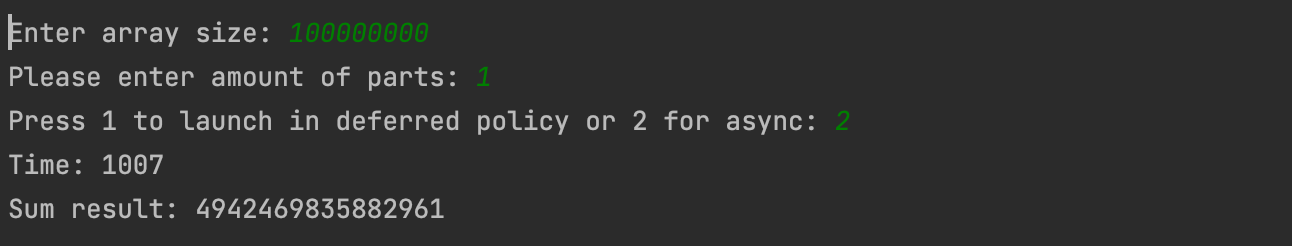 Enter array size: 100000000
Please enter amount of parts: 1
Press 1 to launch in deferred policy or 2 for async: 2
Time: 1007
Sum result: 4942469835882961